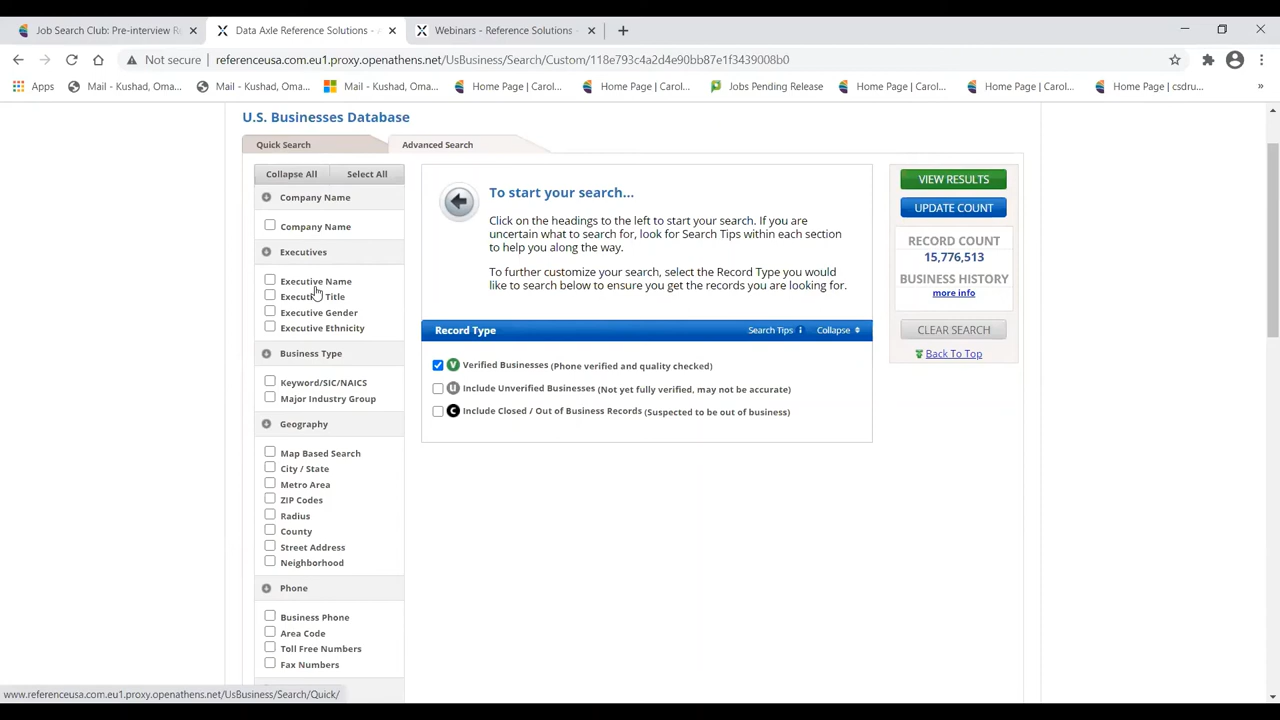 Job Search Club: Pre-interview R
Data Axle Reference Solutions -
Webinars - Reference Solutions -
Not secure
referenceusa.com.eu1.proxy.openathens.net/UsBusiness/Search/Custom/118e793c4a2d4e90bb87e1f3439008b0
Apps
Mail - Kushad, Oma...
Mail - Kushad, Oma...
Mail - Kushad, Oma...
Home Page | Carol...
Home Page | Carol...
Jobs Pending Release
Home Page | Carol...
Home Page | Carol...
Home Page | csdru...
»
U.S. Businesses Database
Quick Search
Advanced Search
Collapse All
Select All
Company Name
Company Name
Executives
Executive Name
Executive Title
Executive Gender
Executive Ethnicity
Business Type
Keyword/SIC/NAICS
Major Industry Group
Geography
Map Based Search
City / State
Metro Area
ZIP Codes
Radius
County
Street Address
Neighborhood
Phone
Business Phone
Area Code
Toll Free Numbers
Fax Numbers
To start your search...
Click on the headings to the left to start your search. If you are
uncertain what to search for, look for Search Tips within each section
to help you along the way.
To further customize your search, select the Record Type you would
like to search below to ensure you get the records you are looking for.
Record Type
Search Tips
Collapse
V Verified Businesses (Phone verified and quality checked)
U Include Unverified Businesses (Not yet fully verified, may not be accurate)
C Include Closed / Out of Business Records (Suspected to be out of business)
VIEW RESULTS
UPDATE COUNT
RECORD COUNT
15,776,513
BUSINESS HISTORY
more info
CLEAR SEARCH
Back To Top
www.referenceusa.com.eu1.proxy.openathens.net/UsBusiness/Search/Quick/